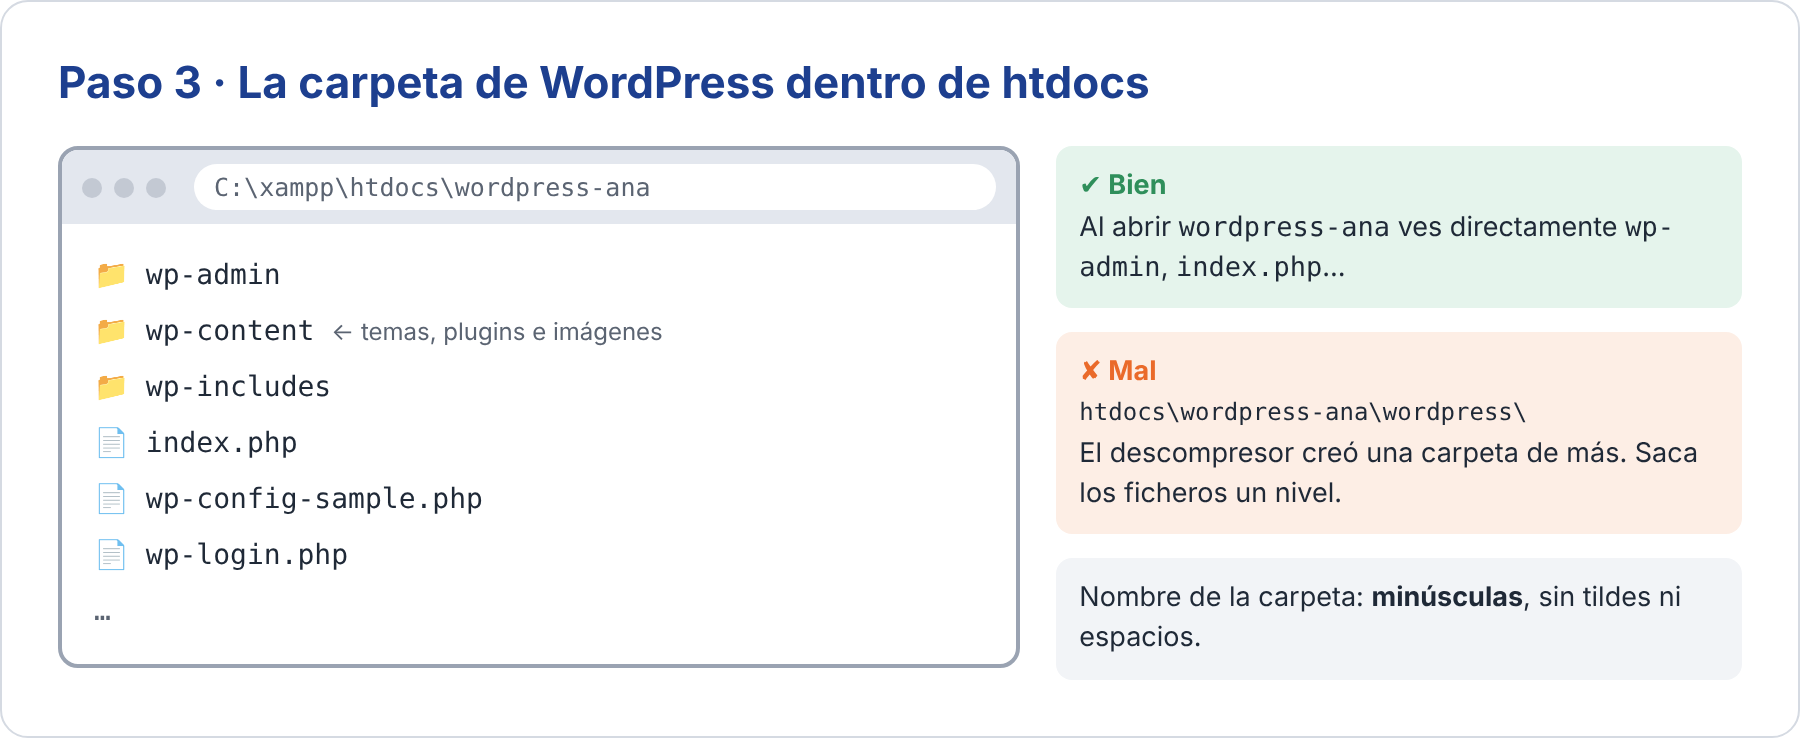 Paso 3 · La carpeta de WordPress dentro de htdocs
C:\xampp\htdocs\wordpress-ana
wp-admin
wp-content ← temas, plugins e imágenes
wp-includes
index.php
wp-config-sample.php
wp-login.php
…
✔ Bien
Al abrir wordpress-ana ves directamente wp-
admin, index.php...
✘ Mal
htdocs\wordpress-ana\wordpress\
El descompresor creó una carpeta de más. Saca
los ficheros un nivel.
Nombre de la carpeta: minúsculas, sin tildes ni
espacios.